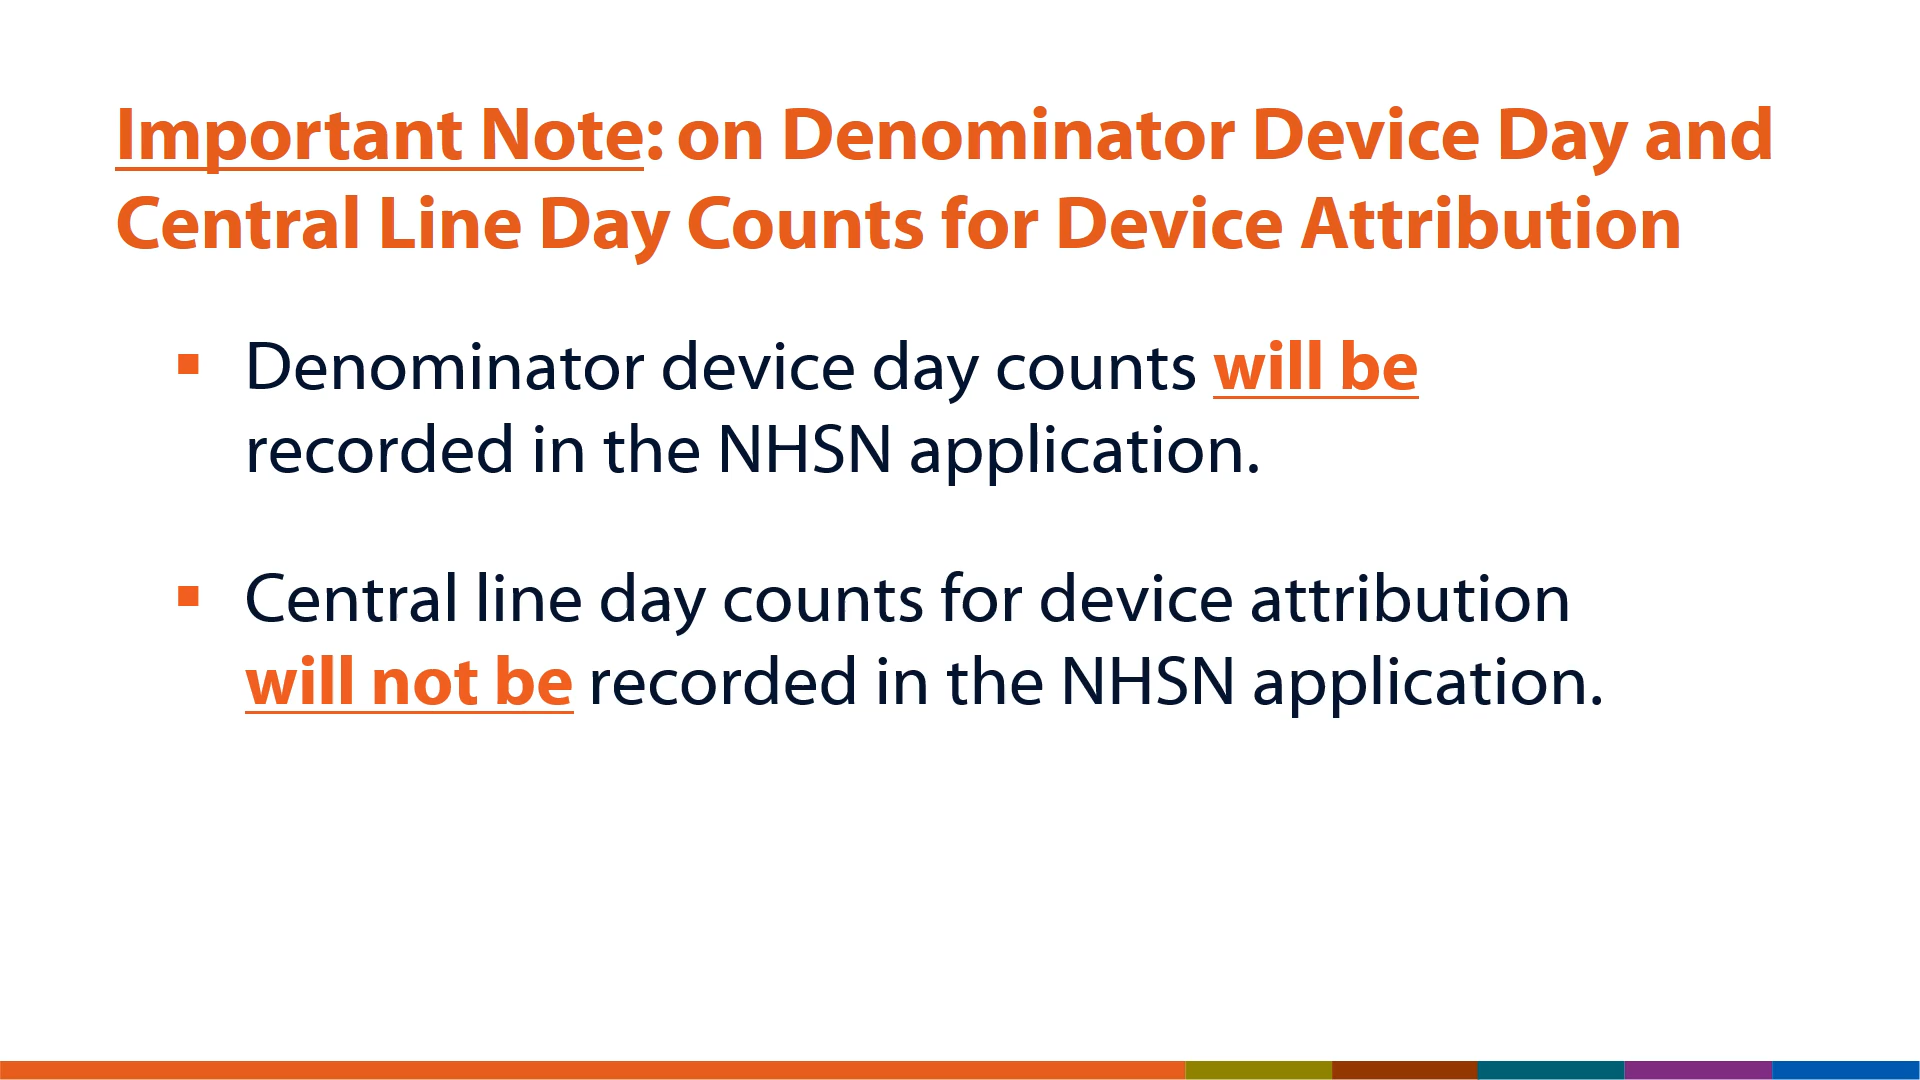 Important Note: on Denominator Device Day and
Central Line Day Counts for Device Attribution
▪ Denominator device day counts will be
recorded in the NHSN application.
▪ Central line day counts for device attribution
will not be recorded in the NHSN application.